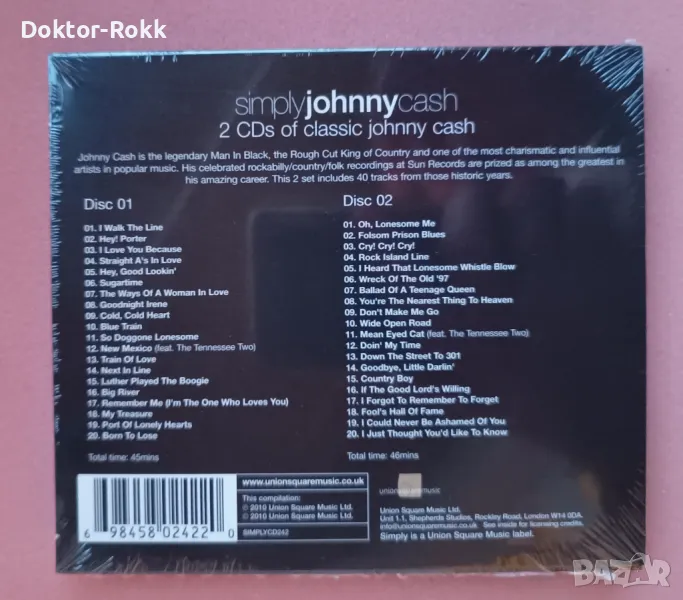 Doktor-Rokk
simplyjohnnycash
2 CDs of classic johnny cash
Johnny Cash is the legendary Man In Black, the Rough Cut King of Country and one of the most charismatic and influential
artists in popular music. His celebrated rockabilly/country/folk recordings at Sun Records are prized as among the greatest in
his amazing career. This 2 set includes 40 tracks from those historic years.
Disc 01
01. I Walk The Line
02. Hey! Porter
03. I Love You Because
04. Straight A's In Love
05. Hey, Good Lookin'
06. Sugartime
07. The Ways Of A Woman In Love
08. Goodnight Irene
09. Cold, Cold Heart
10. Blue Train
11. So Doggone Lonesome
12. New Mexico (feat. The Tennessee Two)
13. Train Of Love
14. Next In Line
15. Luther Played The Boogie
16. Big River
17. Remember Me (I'm The One Who Loves You)
18. My Treasure
19. Port Of Lonely Hearts
20. Born To Lose
Total time: 45mins
Disc 02
01. Oh, Lonesome Me
02. Folsom Prison Blues
03. Cry! Cry! Cry!
04. Rock Island Line
05. I Heard That Lonesome Whistle Blow
06. Wreck Of The Old '97
07. Ballad Of A Teenage Queen
08. You're The Nearest Thing To Heaven
09. Don't Make Me Go
10. Wide Open Road
11. Mean Eyed Cat (feat. The Tennessee Two)
12. Doin' My Time
13. Down The Street To 301
14. Goodbye, Little Darlin'
15. Country Boy
16. If The Good Lord's Willing
17. I Forgot To Remember To Forget
18. Fool's Hall Of Fame
19. I Could Never Be Ashamed Of You
20. I Just Thought You'd Like To Know
Total time: 46mins
6 98458 02422 0
www.unionsquaremusic.co.uk
This compilation:
℗ 2010 Union Square Music Ltd.
© 2010 Union Square Music Ltd.
SIMPLYCD242
unionsquaremusic
Union Square Music Ltd.
Unit 1.1, Shepherds Studios, Rockley Road, London W14 0DA.
info@unionsquaremusic.co.uk See inside for licensing credits.
Simply is a Union Square Music label.
BAZAR